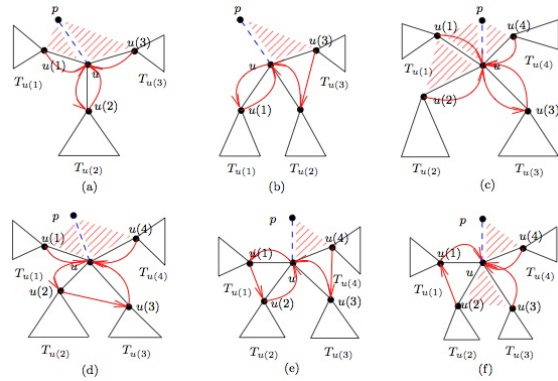 p
u(1)
u
u(3)
T_{u(1)}
T_{u(3)}
u(2)
T_{u(2)}
(a)
p
u(3)
u
T_{u(3)}
u(1)
u(2)
T_{u(1)}
T_{u(2)}
(b)
p
u(1)
u(4)
T_{u(1)}
u
T_{u(4)}
u(2)
u(3)
T_{u(2)}
T_{u(3)}
(c)
p
u(1)
u(4)
T_{u(1)}
u
T_{u(4)}
u(2)
u(3)
T_{u(2)}
T_{u(3)}
(d)
p
u(1)
u(4)
u
T_{u(1)}
T_{u(4)}
u(2)
u(3)
T_{u(2)}
T_{u(3)}
(e)
p
u(1)
u(4)
u
T_{u(1)}
T_{u(4)}
u(2)
u(3)
T_{u(2)}
T_{u(3)}
(f)